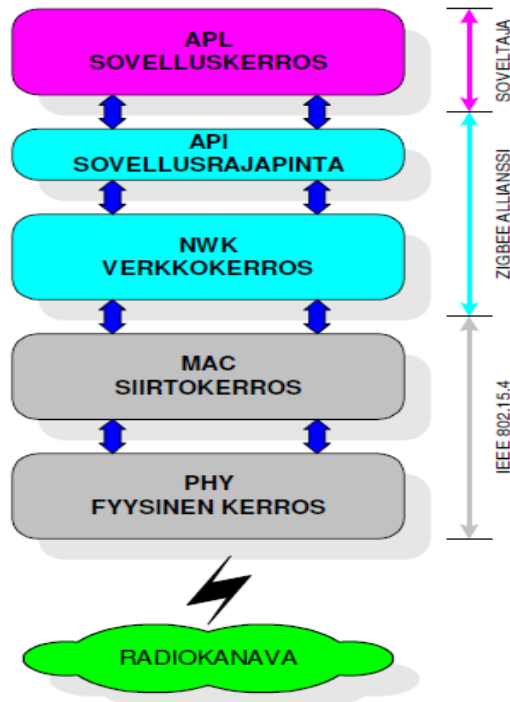 APL
SOVELLUSKERROS
SOVELTAJA
API
SOVELLUSRAJAPINTA
ZIGBEE ALLIANSSI
NWK
VERKKOKERROS
MAC
SIIRTOKERROS
IEEE 802.15.4
PHY
FYYSINEN KERROS
RADIOKANAVA